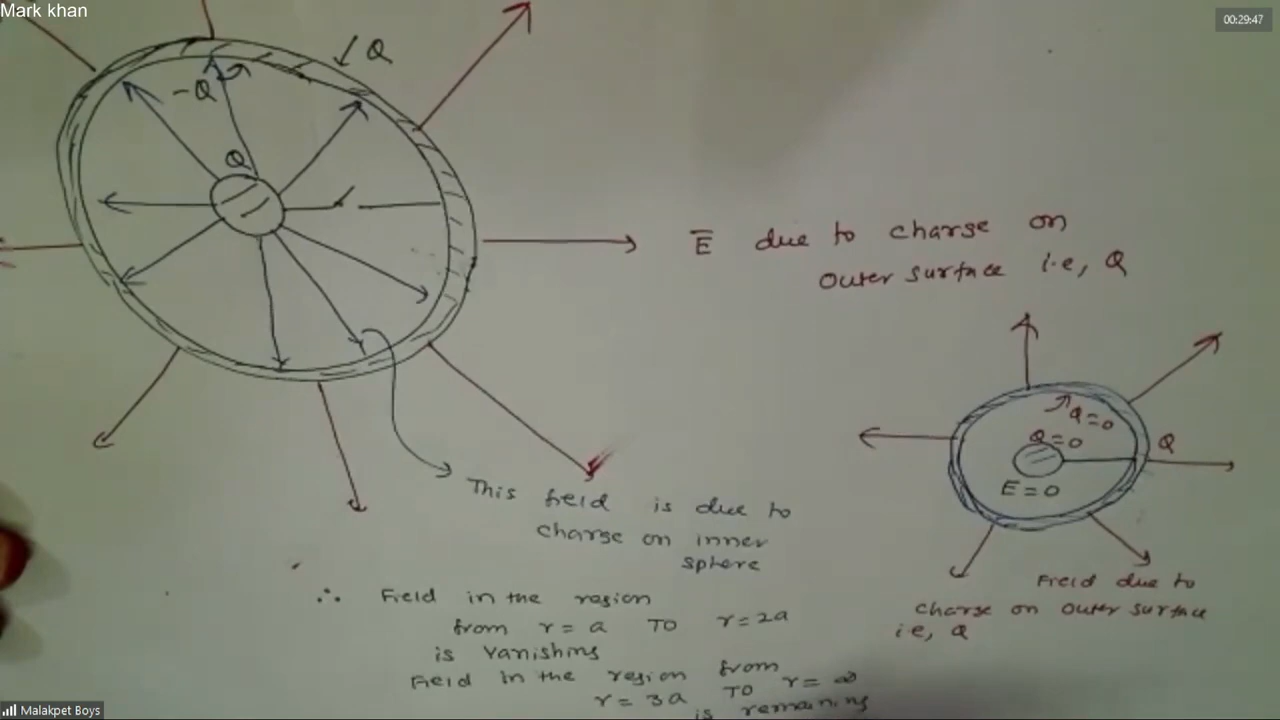 Mark khan
00:29:47
Q
-Q
Q
E̅ due to charge on
outer surface i.e, Q
Q=0
Q=0
Q
E=0
This field is due to
charge on inner
sphere
Field due to
charge on outer surface
i.e, Q
∴ Field in the region
from r = a TO r = 2a
is vanishing
Field in the region from
r = 3a TO r = ∞
is remaining
Malakpet Boys